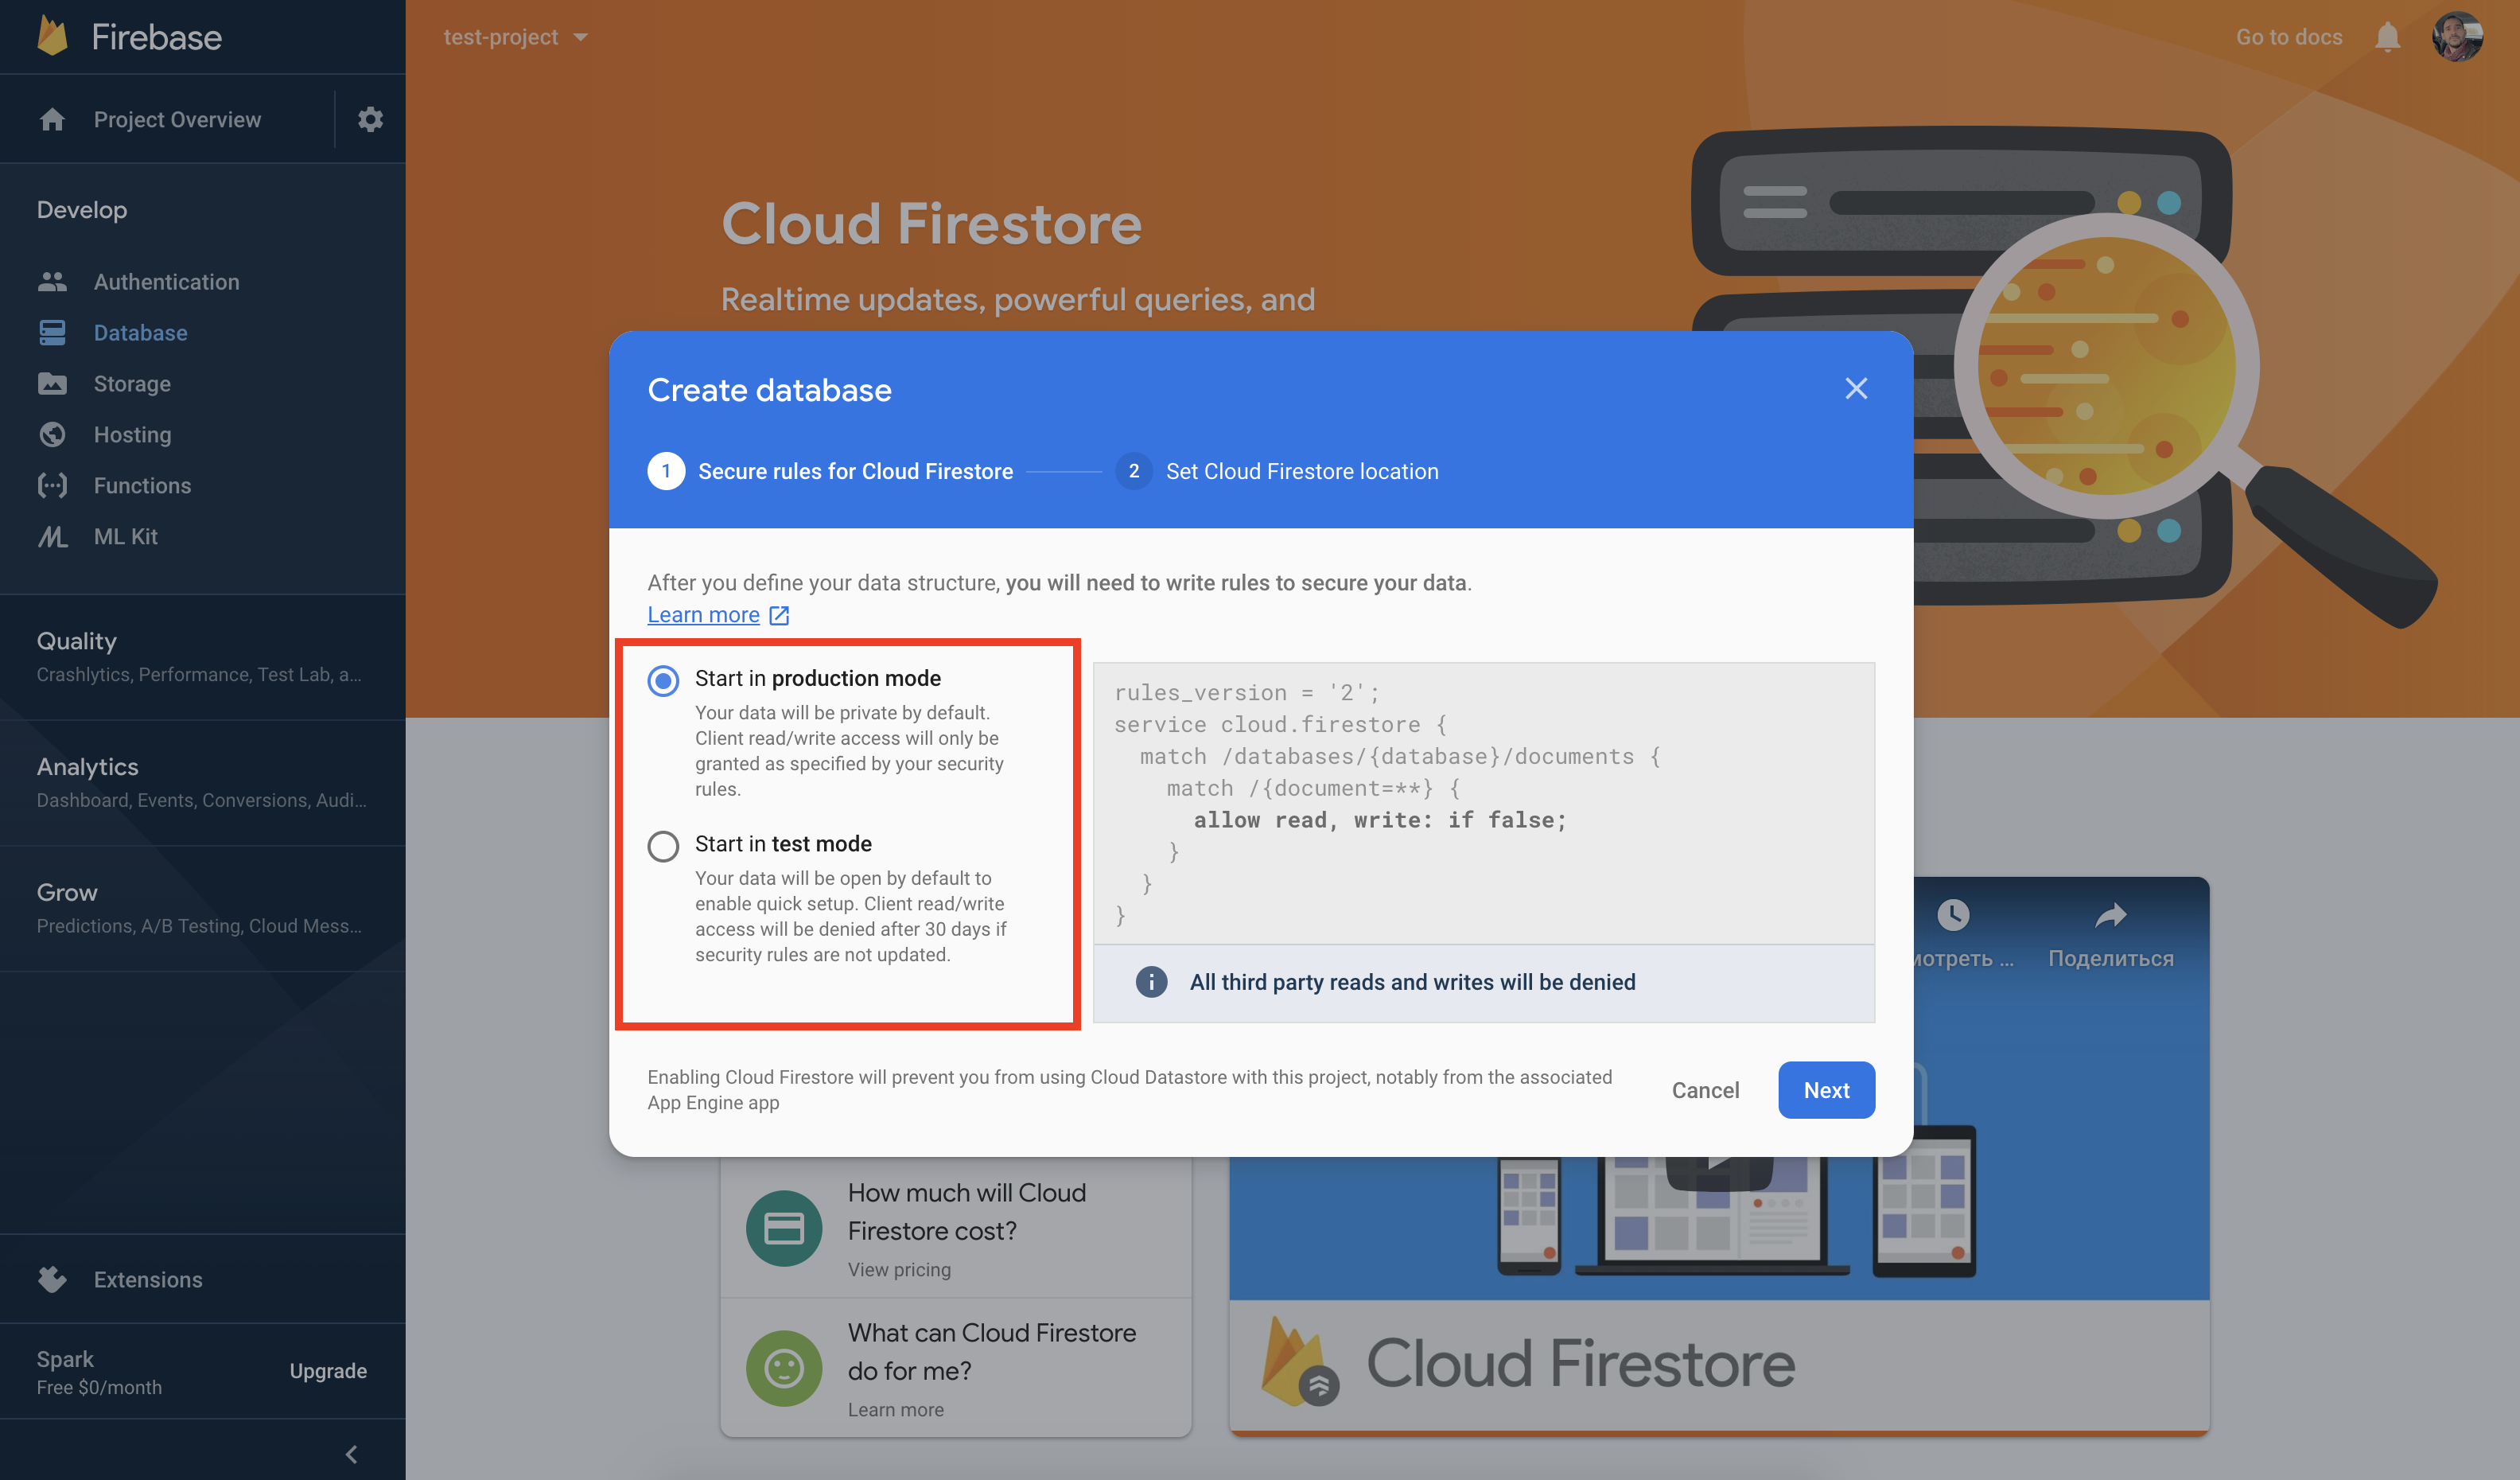 Firebase
test-project
Go to docs
Project Overview
Develop
Authentication
Database
Storage
Hosting
Functions
ML Kit
Quality
Crashlytics, Performance, Test Lab, a...
Analytics
Dashboard, Events, Conversions, Audi...
Grow
Predictions, A/B Testing, Cloud Mess...
Extensions
Spark
Free $0/month
Upgrade
Cloud Firestore
Realtime updates, powerful queries, and
Create database
1 Secure rules for Cloud Firestore
2 Set Cloud Firestore location
After you define your data structure, you will need to write rules to secure your data.
Learn more
Start in production mode
Your data will be private by default.
Client read/write access will only be
granted as specified by your security
rules.
Start in test mode
Your data will be open by default to
enable quick setup. Client read/write
access will be denied after 30 days if
security rules are not updated.
rules_version = '2';
service cloud.firestore {
match /databases/{database}/documents {
match /{document=**} {
allow read, write: if false;
}
}
}
All third party reads and writes will be denied
Enabling Cloud Firestore will prevent you from using Cloud Datastore with this project, notably from the associated
App Engine app
Cancel
Next
Поделиться
How much will Cloud
Firestore cost?
View pricing
What can Cloud Firestore
do for me?
Learn more
Cloud Firestore